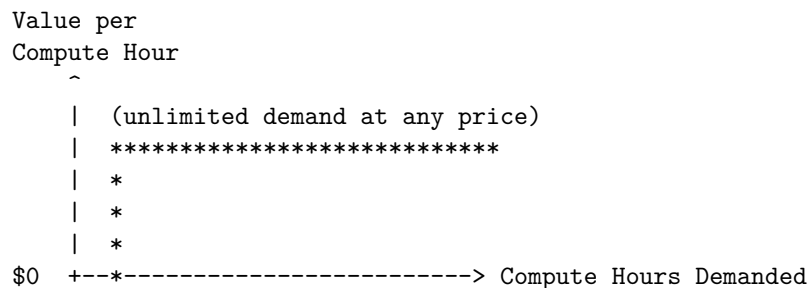 Value per
Compute Hour
^
| (unlimited demand at any price)
| ****************************
| *
| *
| *
$0 +--*-------------------------> Compute Hours Demanded